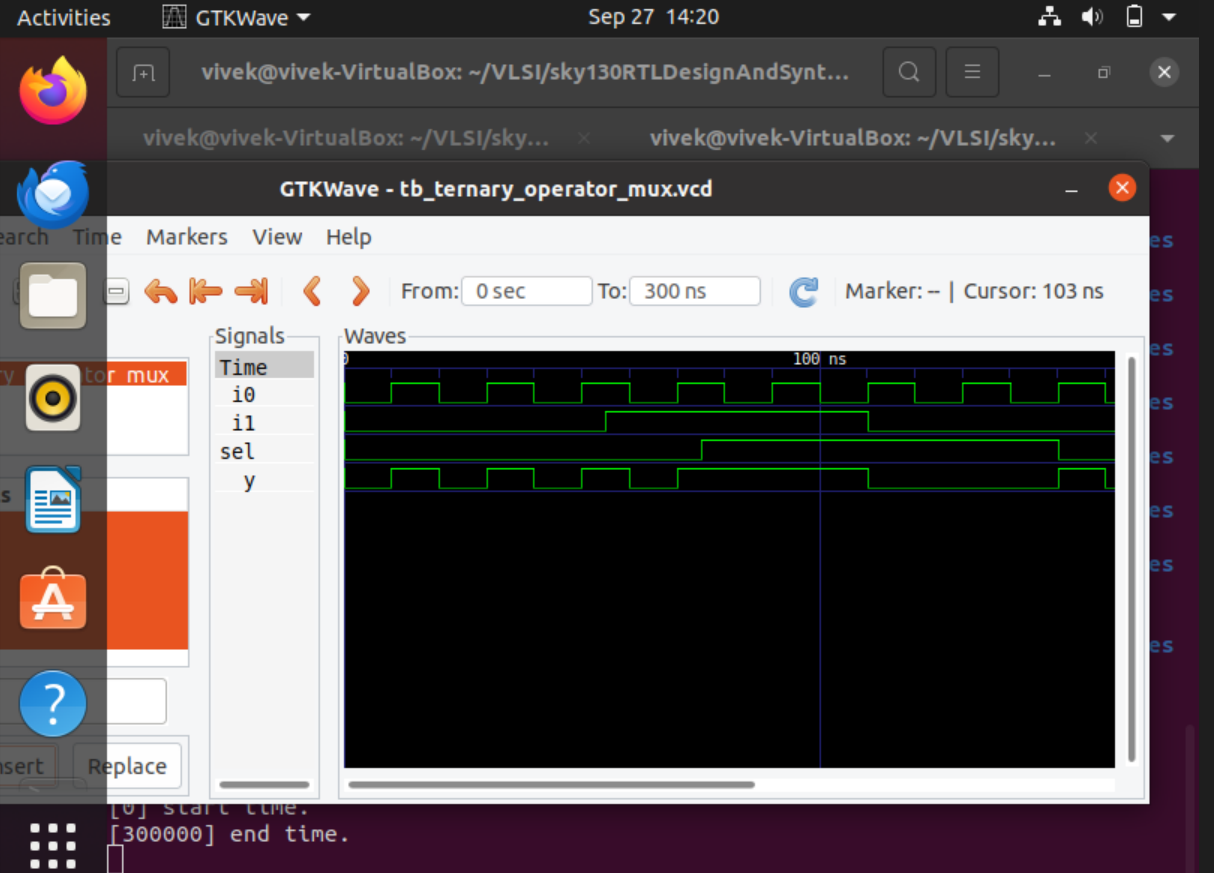 Activities GTKWave Sep 27 14:20
vivek@vivek-VirtualBox: ~/VLSI/sky130RTLDesignAndSynt...
vivek@vivek-VirtualBox: ~/VLSI/sky... vivek@vivek-VirtualBox: ~/VLSI/sky...
GTKWave - tb_ternary_operator_mux.vcd
earch Time Markers View Help
From: 0 sec To: 300 ns Marker: -- | Cursor: 103 ns
Signals Waves
Time 0 100 ns
tor mux
i0
i1
sel
y
s
es
es
es
es
es
es
es
es
nsert Replace
[0] start time.
[300000] end time.